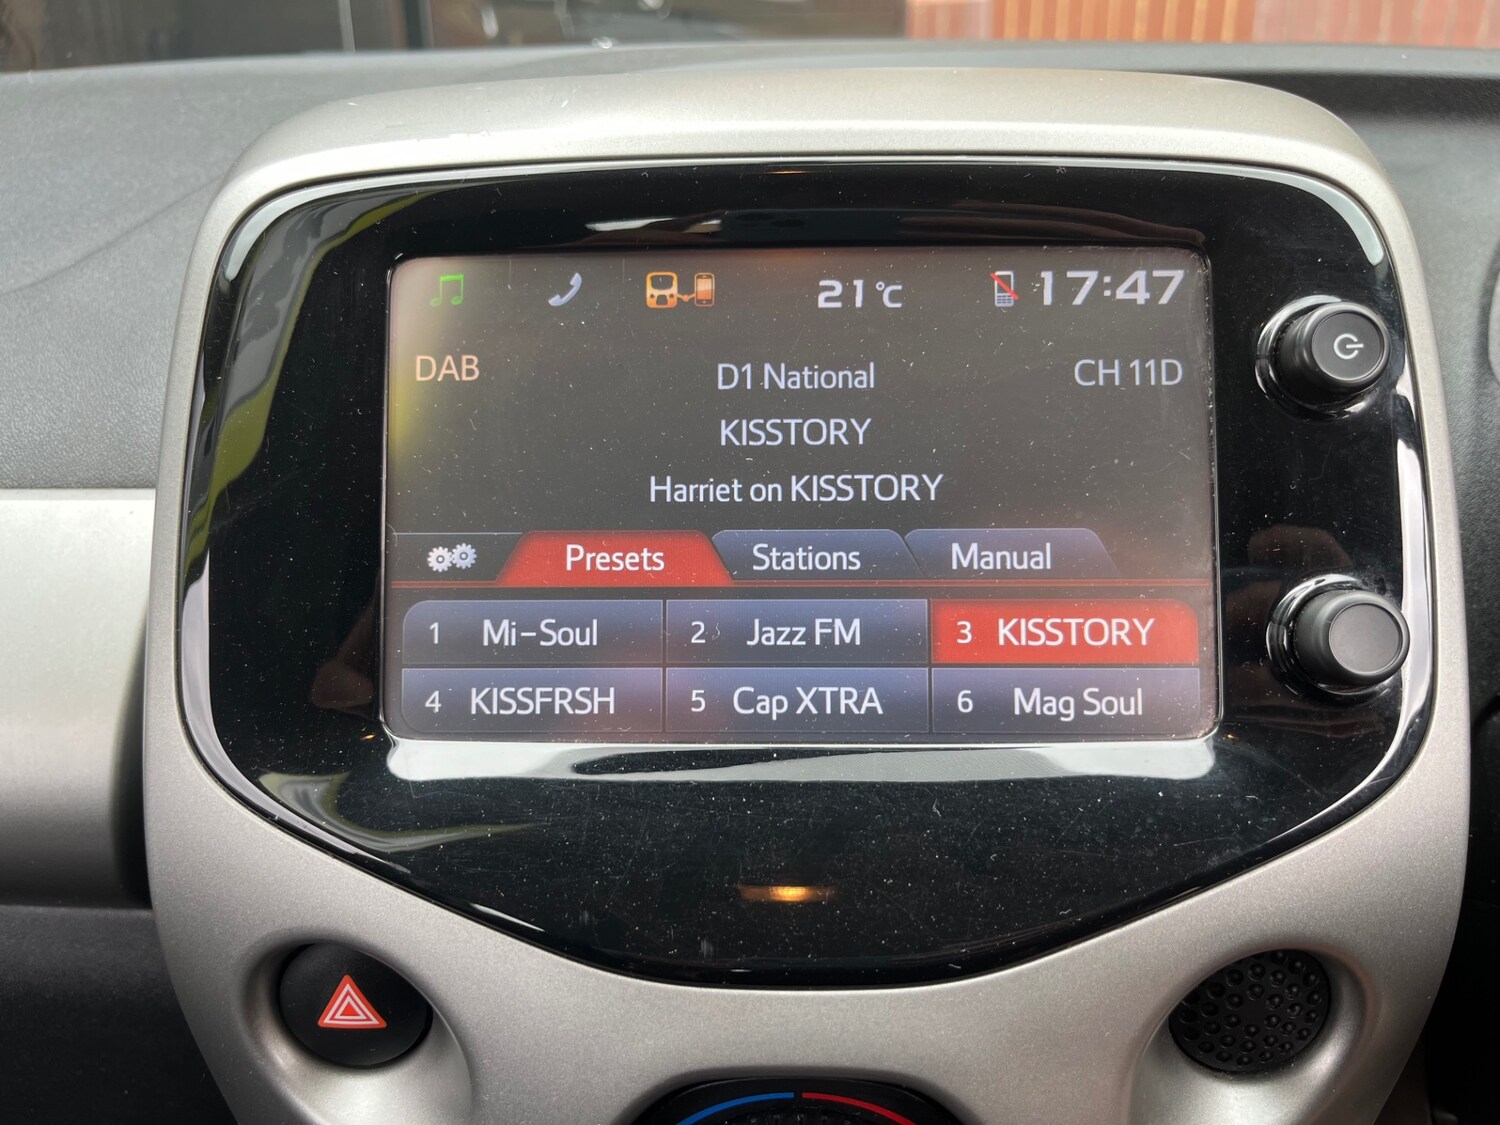 21°C 17:47
DAB D1 National CH 11D
KISSTORY
Harriet on KISSTORY
Presets Stations Manual
1 Mi-Soul 2 Jazz FM 3 KISSTORY
4 KISSFRSH 5 Cap XTRA 6 Mag Soul